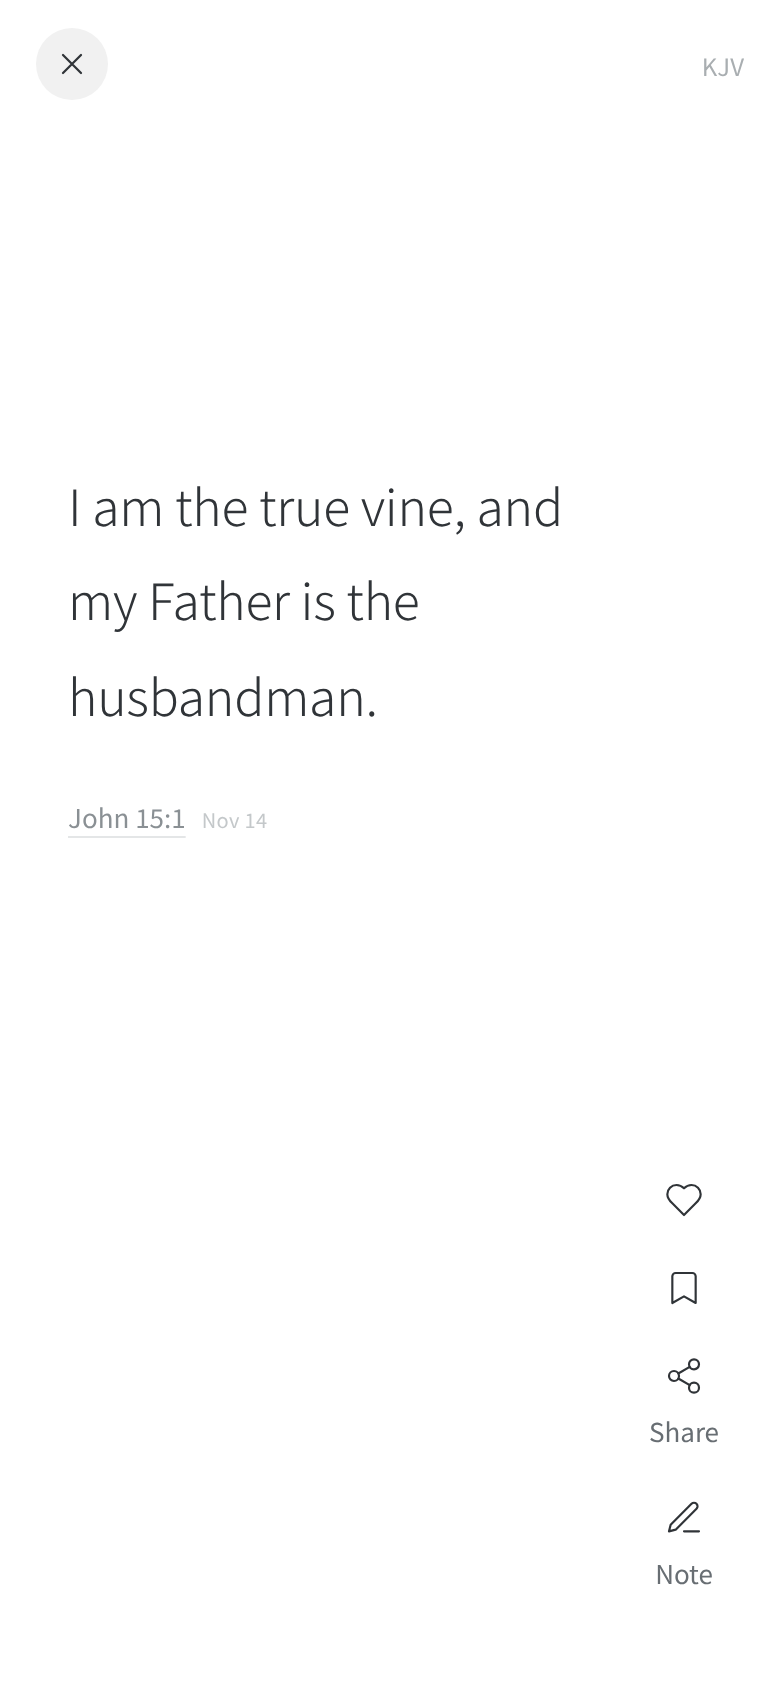 KJV
I am the true vine, and
my Father is the
husbandman.
John 15:1 Nov 14
Share
Note